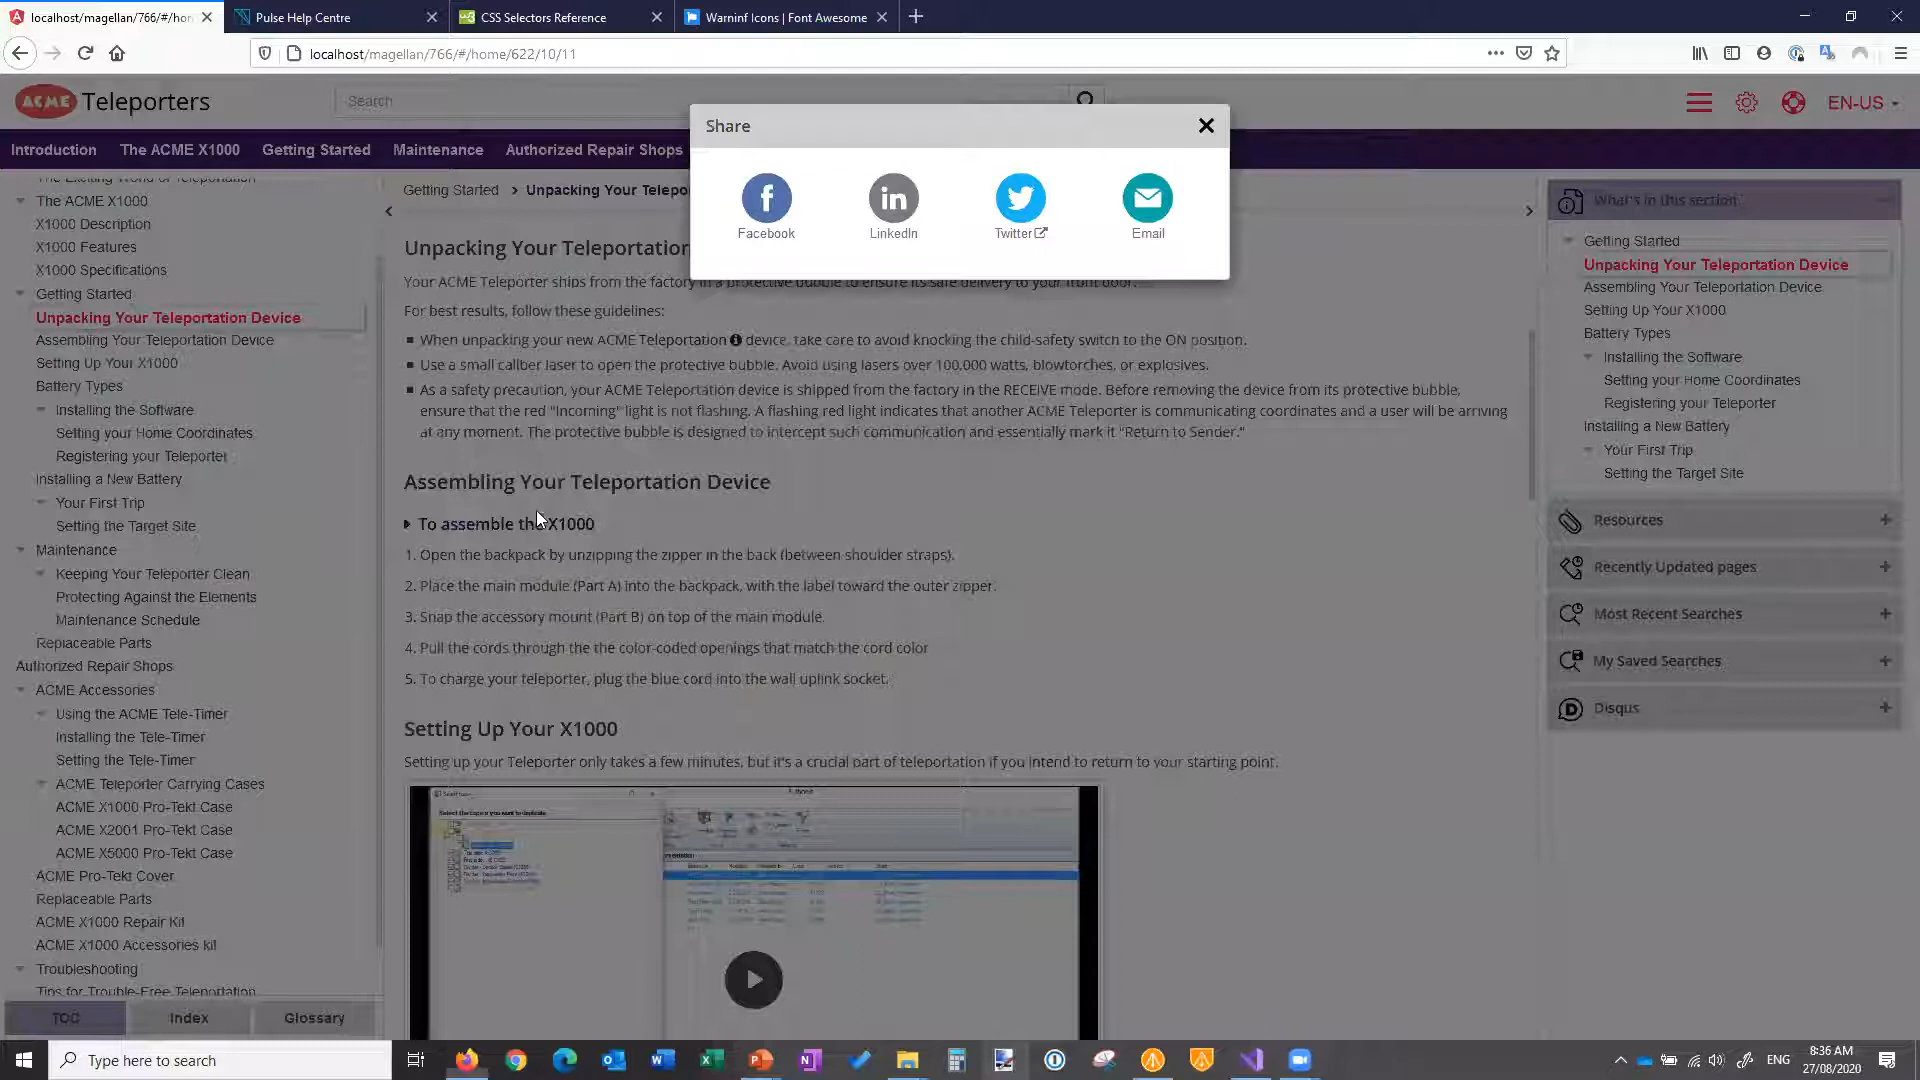 localhost/magellan/766/#/hom
Pulse Help Centre
CSS Selectors Reference
Warninf Icons | Font Awesome
localhost/magellan/766/#/home/622/10/11
ACME Teleporters
Search
EN-US
Introduction
The ACME X1000
Getting Started
Maintenance
Authorized Repair Shops
Share
Facebook
LinkedIn
Twitter
Email
The Exciting World of Teleportation
The ACME X1000
X1000 Description
X1000 Features
X1000 Specifications
Getting Started
Unpacking Your Teleportation Device
Assembling Your Teleportation Device
Setting Up Your X1000
Battery Types
Installing the Software
Setting your Home Coordinates
Registering your Teleporter
Installing a New Battery
Your First Trip
Setting the Target Site
Maintenance
Keeping Your Teleporter Clean
Protecting Against the Elements
Maintenance Schedule
Replaceable Parts
Authorized Repair Shops
ACME Accessories
Using the ACME Tele-Timer
Installing the Tele-Timer
Setting the Tele-Timer
ACME Teleporter Carrying Cases
ACME X1000 Pro-Tekt Case
ACME X2001 Pro-Tekt Case
ACME X5000 Pro-Tekt Case
ACME Pro-Tekt Cover
Replaceable Parts
ACME X1000 Repair Kit
ACME X1000 Accessories kit
Troubleshooting
Tips for Trouble-Free Teleportation
TOC
Index
Glossary
Getting Started > Unpacking Your Telepo
Unpacking Your Teleportation
Your ACME Teleporter ships from the factory in a protective bubble to ensure its safe delivery to your front door.
For best results, follow these guidelines:
When unpacking your new ACME Teleportation device, take care to avoid knocking the child-safety switch to the ON position.
Use a small caliber laser to open the protective bubble. Avoid using lasers over 100,000 watts, blowtorches, or explosives.
As a safety precaution, your ACME Teleportation device is shipped from the factory in the RECEIVE mode. Before removing the device from its protective bubble,
ensure that the red "Incoming" light is not flashing. A flashing red light indicates that another ACME Teleporter is communicating coordinates and a user will be arriving
at any moment. The protective bubble is designed to intercept such communication and essentially mark it "Return to Sender."
Assembling Your Teleportation Device
To assemble the X1000
1. Open the backpack by unzipping the zipper in the back (between shoulder straps).
2. Place the main module (Part A) into the backpack, with the label toward the outer zipper.
3. Snap the accessory mount (Part B) on top of the main module.
4. Pull the cords through the the color-coded openings that match the cord color
5. To charge your teleporter, plug the blue cord into the wall uplink socket.
Setting Up Your X1000
Setting up your Teleporter only takes a few minutes, but it's a crucial part of teleportation if you intend to return to your starting point.
What's in this section
Getting Started
Unpacking Your Teleportation Device
Assembling Your Teleportation Device
Setting Up Your X1000
Battery Types
Installing the Software
Setting your Home Coordinates
Registering your Teleporter
Installing a New Battery
Your First Trip
Setting the Target Site
Resources
Recently Updated pages
Most Recent Searches
My Saved Searches
Disqus
Type here to search
ENG
8:36 AM
27/08/2020